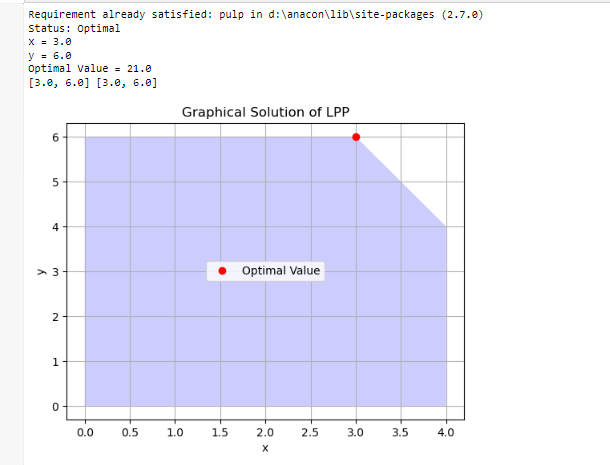 Requirement already satisfied: pulp in d:\anacon\lib\site-packages (2.7.0)
Status: Optimal
x = 3.0
y = 6.0
Optimal Value = 21.0
[3.0, 6.0] [3.0, 6.0]
Graphical Solution of LPP
6
5
4
y 3
Optimal Value
2
1
0
0.0 0.5 1.0 1.5 2.0 2.5 3.0 3.5 4.0
x